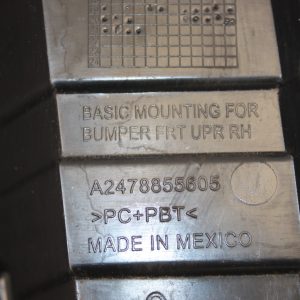 BASIC MOUNTING FOR
BUMPER FRT UPR RH
A2478855605
>PC+PBT<
MADE IN MEXICO